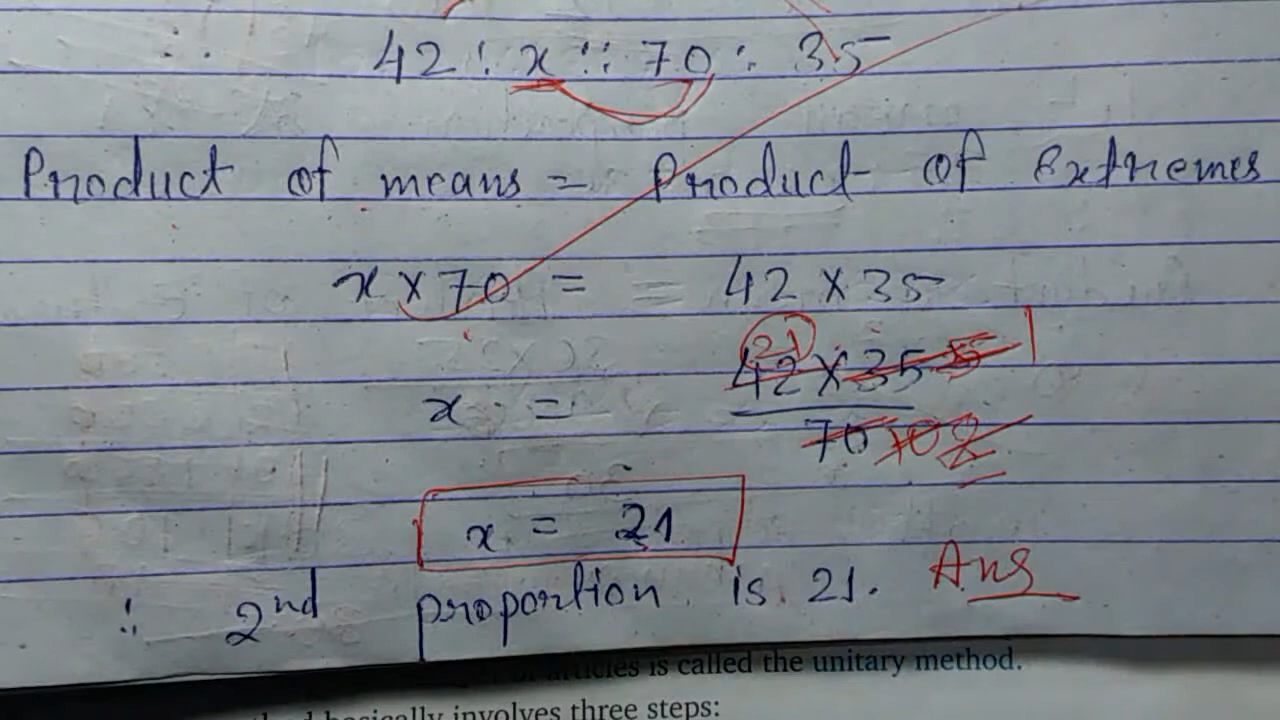 ∴ 42 : x :: 70 : 35
Product of means = Product of Extremes
x × 70 = = 42 × 35
21
x = 42 × 35 5 1
70 10 2
x = 21
∴ 2nd proportion is 21. Ans
articles is called the unitary method.
basically involves three steps: